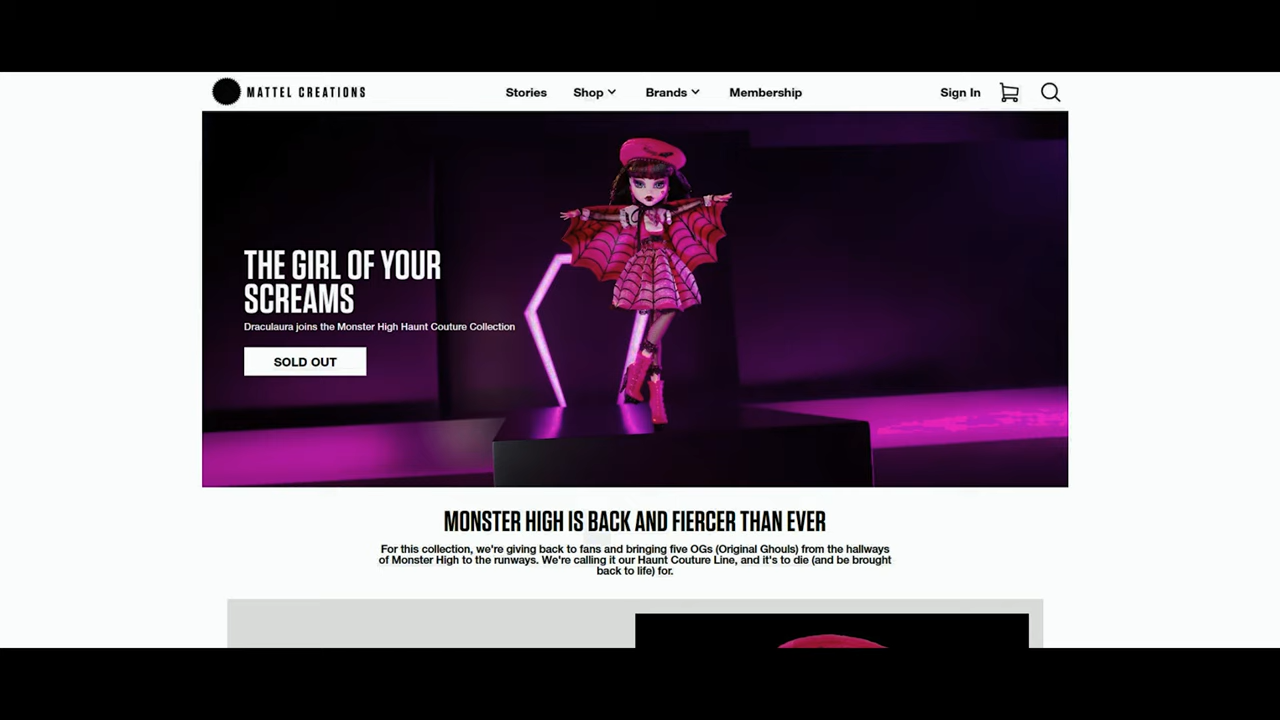 MATTEL CREATIONS
Stories
Shop
Brands
Membership
Sign In
THE GIRL OF YOUR
SCREAMS
Draculaura joins the Monster High Haunt Couture Collection
SOLD OUT
MONSTER HIGH IS BACK AND FIERCER THAN EVER
For this collection, we're giving back to fans and bringing five OGs (Original Ghouls) from the hallways
of Monster High to the runways. We're calling it our Haunt Couture Line, and it's to die (and be brought
back to life) for.